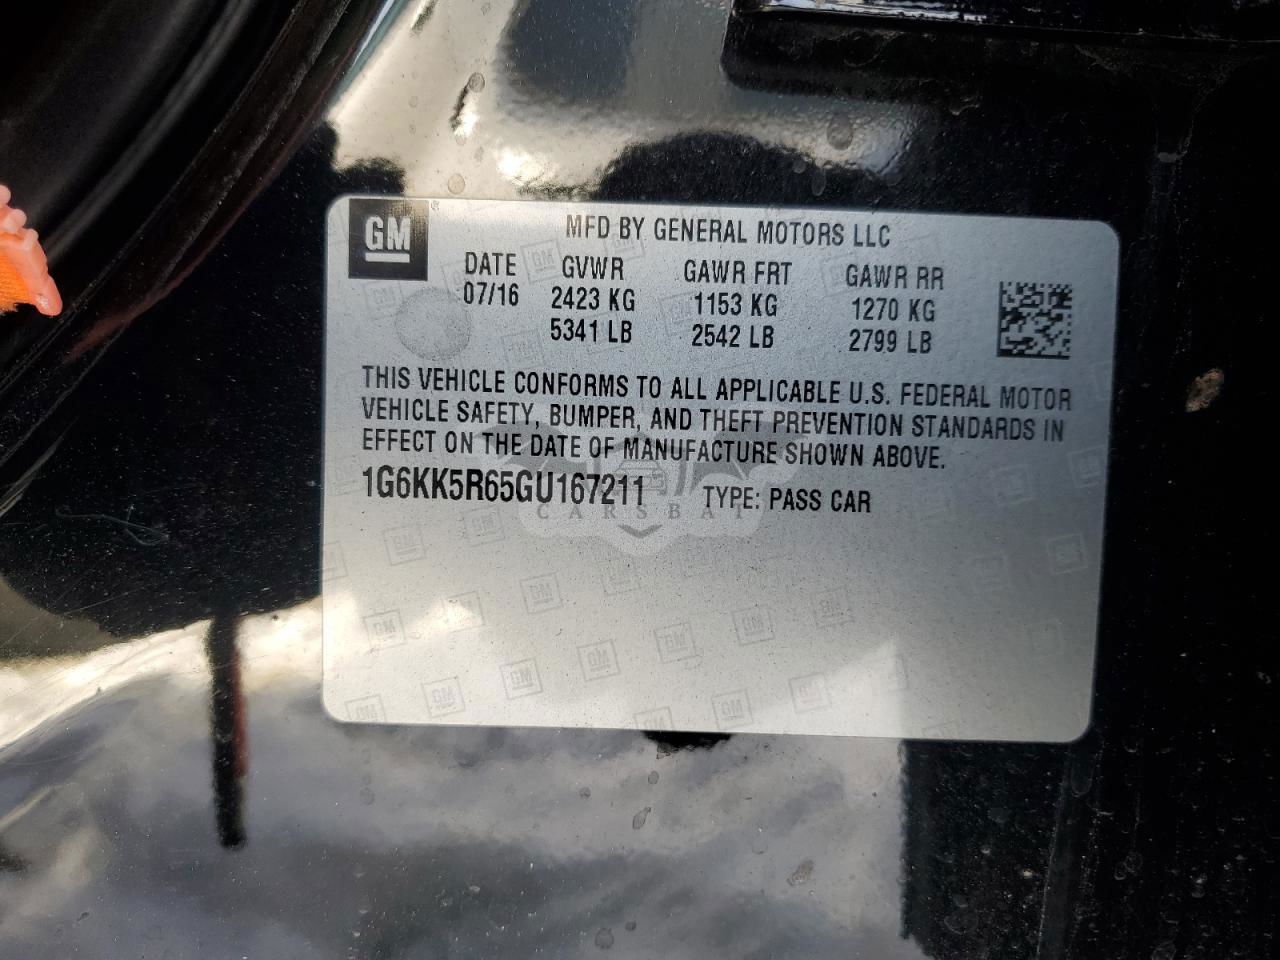 GM
MFD BY GENERAL MOTORS LLC
DATE GVWR GAWR FRT GAWR RR
07/16 2423 KG 1153 KG 1270 KG
5341 LB 2542 LB 2799 LB
THIS VEHICLE CONFORMS TO ALL APPLICABLE U.S. FEDERAL MOTOR
VEHICLE SAFETY, BUMPER, AND THEFT PREVENTION STANDARDS IN
EFFECT ON THE DATE OF MANUFACTURE SHOWN ABOVE.
1G6KK5R65GU167211 TYPE: PASS CAR
CARSBAT